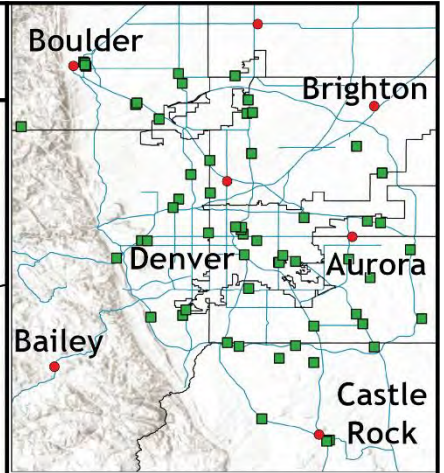 Boulder
Brighton
Denver
Aurora
Bailey
Castle
Rock